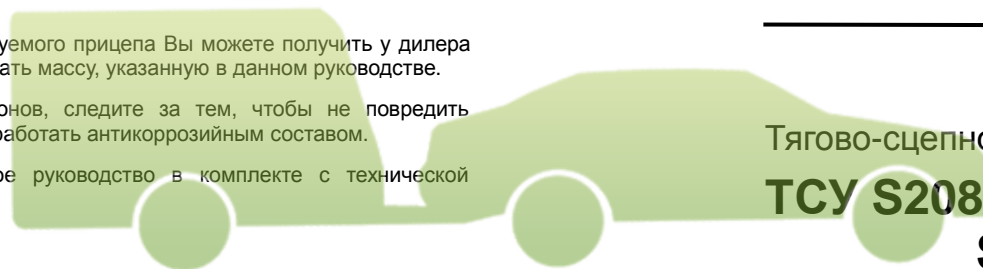 уемого прицепа Вы можете получить у дилера
ать массу, указанную в данном руководстве.
онов, следите за тем, чтобы не повредить
работать антикоррозийным составом.
ое руководство в комплекте с технической
Тягово-сцепно
ТСУ S208
S